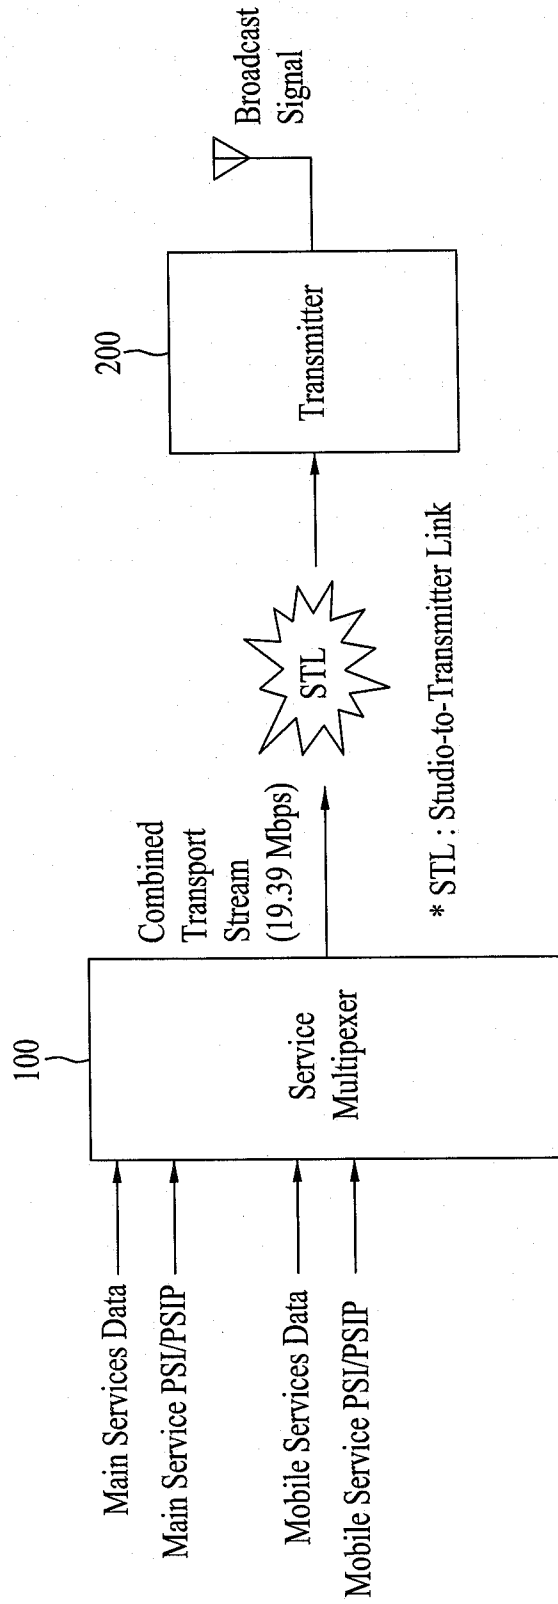 Main Services Data
Main Service PSI/PSIP
Mobile Services Data
Mobile Service PSI/PSIP
100
Service
Multipexer
Combined
Transport
Stream
(19.39 Mbps)
STL
200
Transmitter
Broadcast
Signal
* STL : Studio-to-Transmitter Link